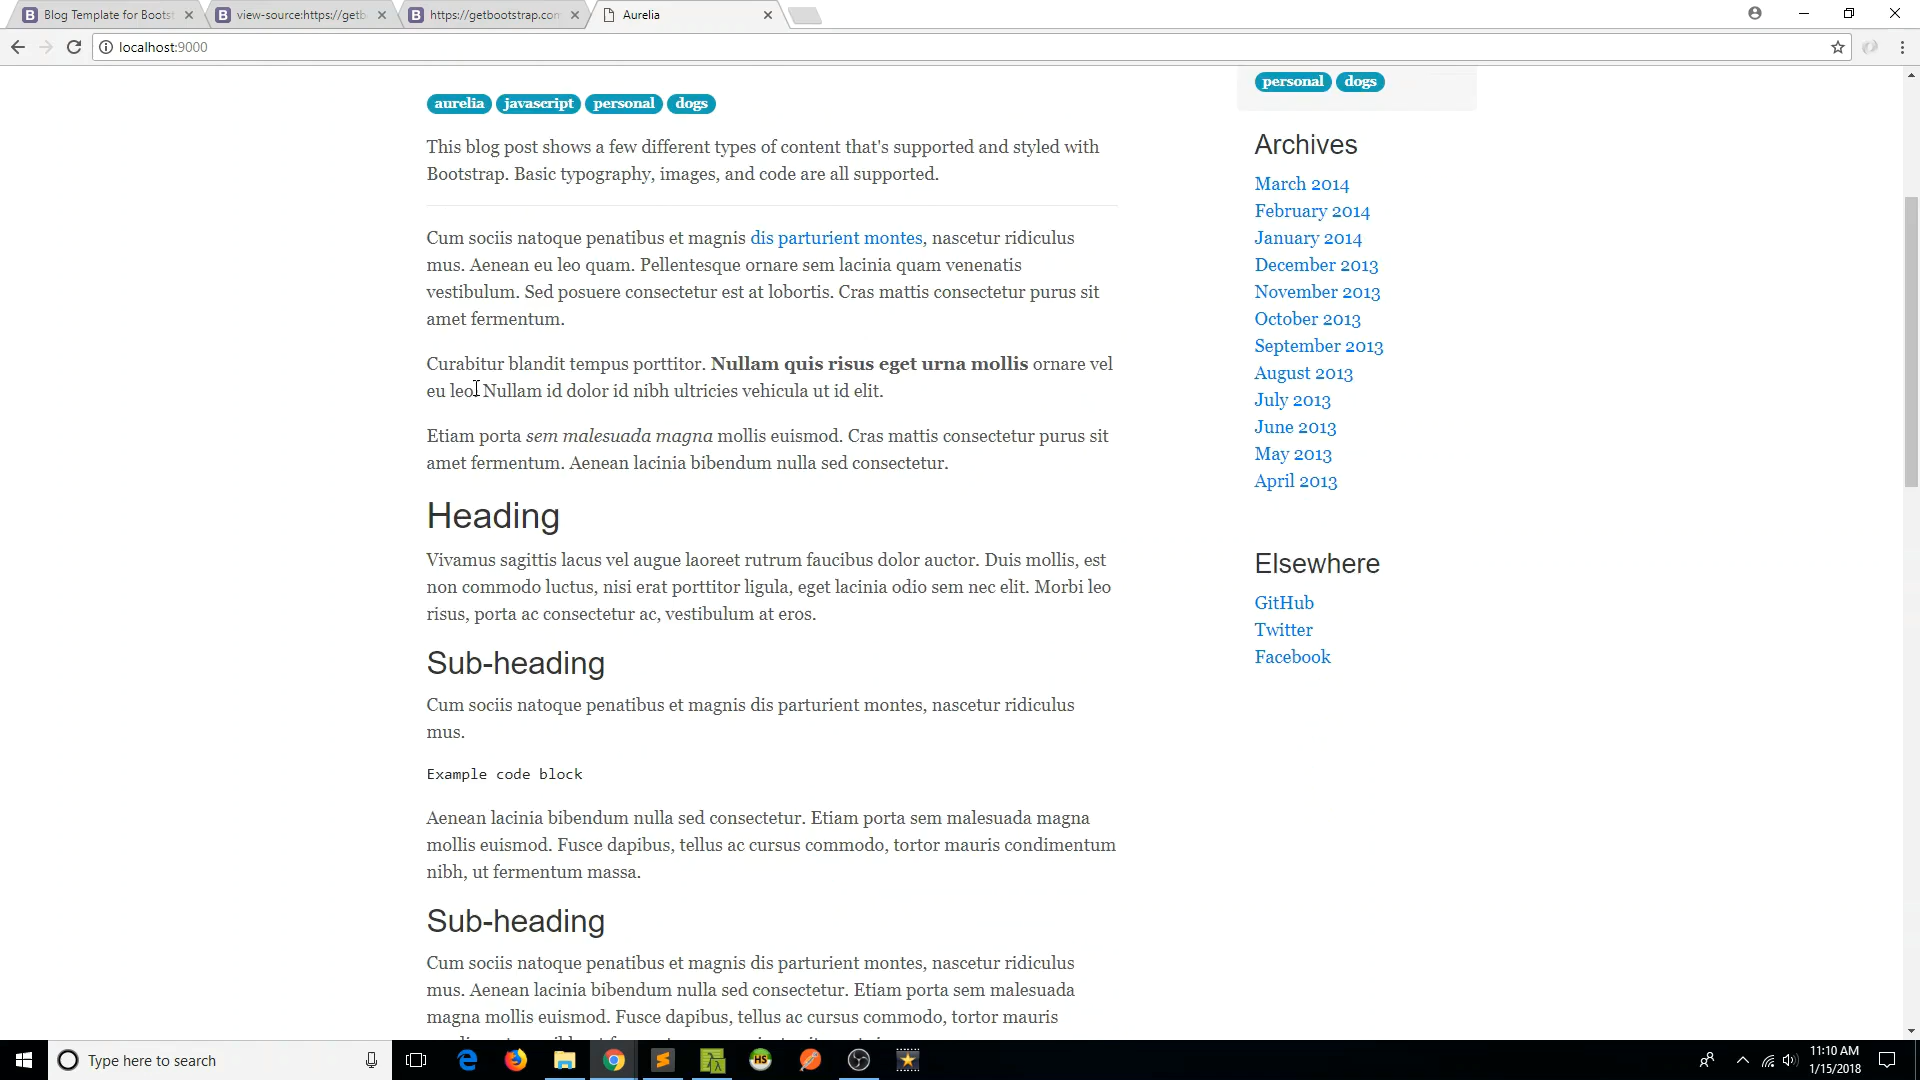 Blog Template for Bootst
view-source:https://getb
https://getbootstrap.com
Aurelia
localhost:9000
aurelia javascript personal dogs
This blog post shows a few different types of content that's supported and styled with
Bootstrap. Basic typography, images, and code are all supported.
Cum sociis natoque penatibus et magnis dis parturient montes, nascetur ridiculus
mus. Aenean eu leo quam. Pellentesque ornare sem lacinia quam venenatis
vestibulum. Sed posuere consectetur est at lobortis. Cras mattis consectetur purus sit
amet fermentum.
Curabitur blandit tempus porttitor. Nullam quis risus eget urna mollis ornare vel
eu leo. Nullam id dolor id nibh ultricies vehicula ut id elit.
Etiam porta sem malesuada magna mollis euismod. Cras mattis consectetur purus sit
amet fermentum. Aenean lacinia bibendum nulla sed consectetur.
Heading
Vivamus sagittis lacus vel augue laoreet rutrum faucibus dolor auctor. Duis mollis, est
non commodo luctus, nisi erat porttitor ligula, eget lacinia odio sem nec elit. Morbi leo
risus, porta ac consectetur ac, vestibulum at eros.
Sub-heading
Cum sociis natoque penatibus et magnis dis parturient montes, nascetur ridiculus
mus.
Example code block
Aenean lacinia bibendum nulla sed consectetur. Etiam porta sem malesuada magna
mollis euismod. Fusce dapibus, tellus ac cursus commodo, tortor mauris condimentum
nibh, ut fermentum massa.
Sub-heading
Cum sociis natoque penatibus et magnis dis parturient montes, nascetur ridiculus
mus. Aenean lacinia bibendum nulla sed consectetur. Etiam porta sem malesuada
magna mollis euismod. Fusce dapibus, tellus ac cursus commodo, tortor mauris
personal dogs
Archives
March 2014
February 2014
January 2014
December 2013
November 2013
October 2013
September 2013
August 2013
July 2013
June 2013
May 2013
April 2013
Elsewhere
GitHub
Twitter
Facebook
Type here to search
HS
11:10 AM
1/15/2018